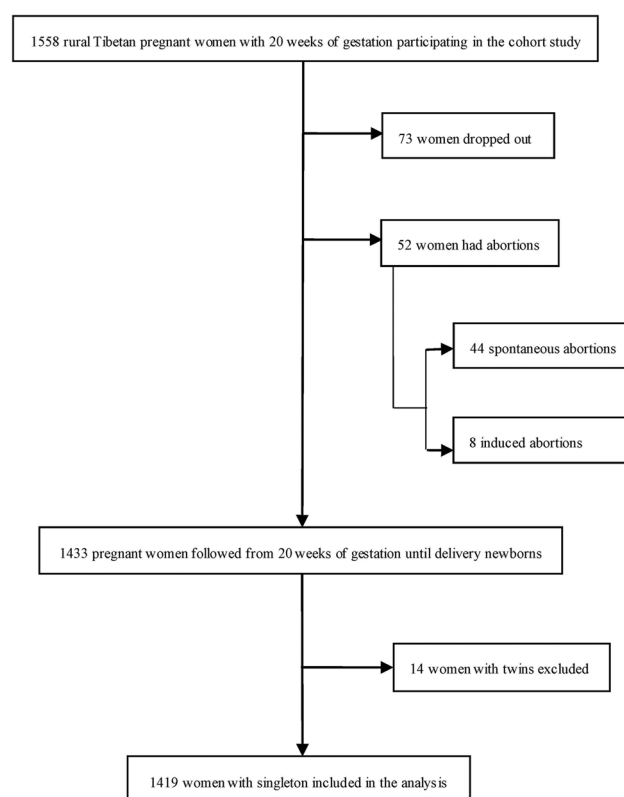 1558 rural Tibetan pregnant women with 20 weeks of gestation participating in the cohort study
73 women dropped out
52 women had abortions
44 spontaneous abortions
8 induced abortions
1433 pregnant women followed from 20 weeks of gestation until delivery newborns
14 women with twins excluded
1419 women with singleton included in the analysis